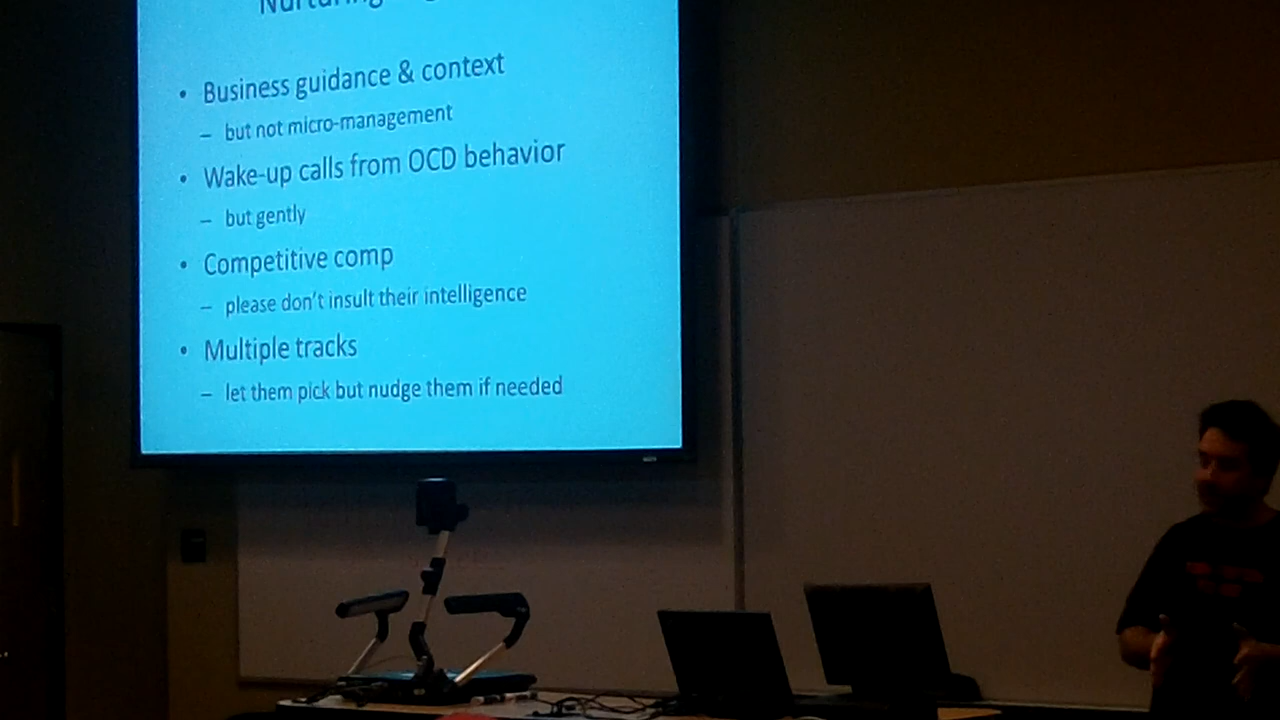 Nurturing
• Business guidance & context
– but not micro-management
• Wake-up calls from OCD behavior
– but gently
• Competitive comp
– please don't insult their intelligence
• Multiple tracks
– let them pick but nudge them if needed